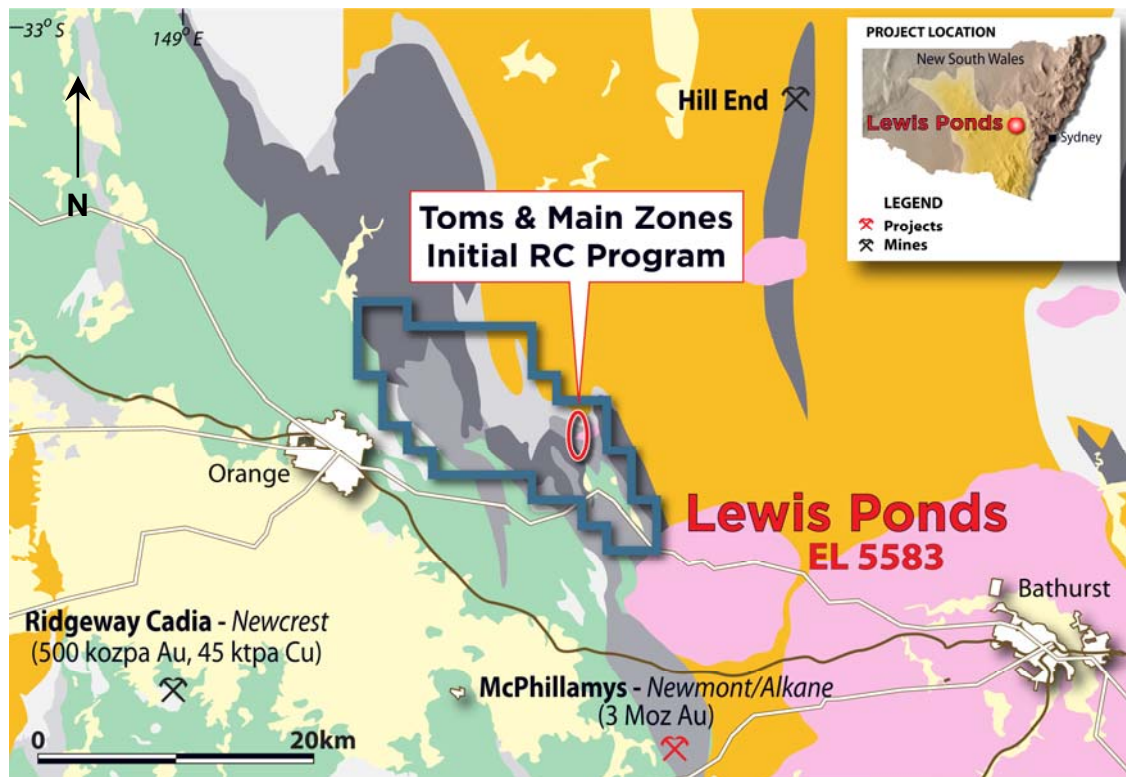 33° S
149° E
N
Hill End
PROJECT LOCATION
New South Wales
Lewis Ponds
Sydney
LEGEND
Projects
Mines
Toms & Main Zones
Initial RC Program
Orange
Lewis Ponds
EL 5583
Bathurst
Ridgeway Cadia - Newcrest
(500 kozpa Au, 45 ktpa Cu)
McPhillamys - Newmont/Alkane
(3 Moz Au)
0 20km